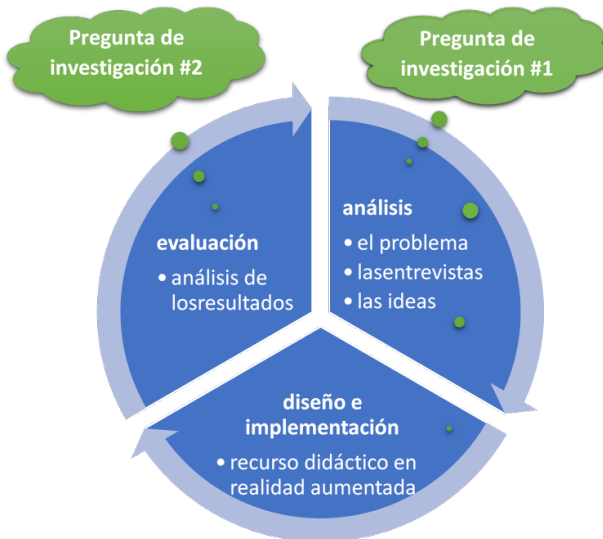 Pregunta de
investigación #2
Pregunta de
investigación #1
análisis
• el problema
• lasentrevistas
• las ideas
evaluación
• análisis de
losresultados
diseño e
implementación
• recurso didáctico en
realidad aumentada